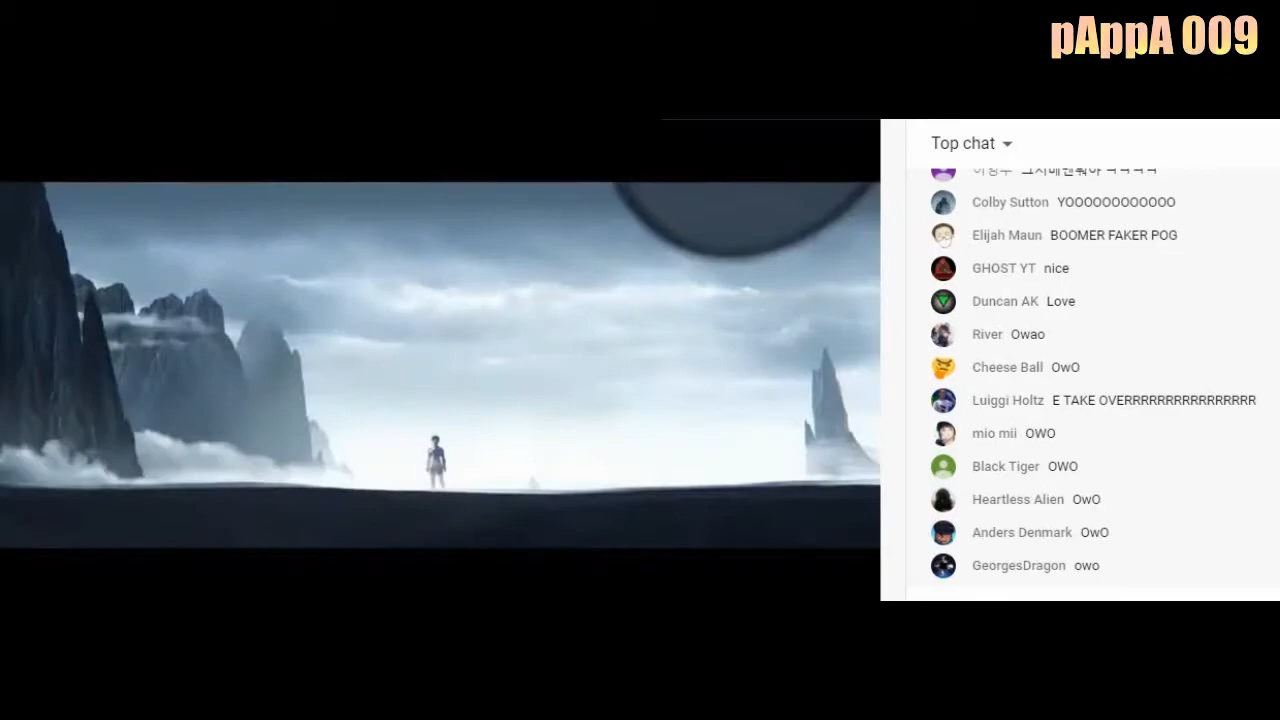 pAppA 009
Top chat
Colby Sutton YOOOOOOOOOOOO
Elijah Maun BOOMER FAKER POG
GHOST YT nice
Duncan AK Love
River Owao
Cheese Ball OwO
Luiggi Holtz E TAKE OVERRRRRRRRRRRRRRRR
mio mii OWO
Black Tiger OWO
Heartless Alien OwO
Anders Denmark OwO
GeorgesDragon owo